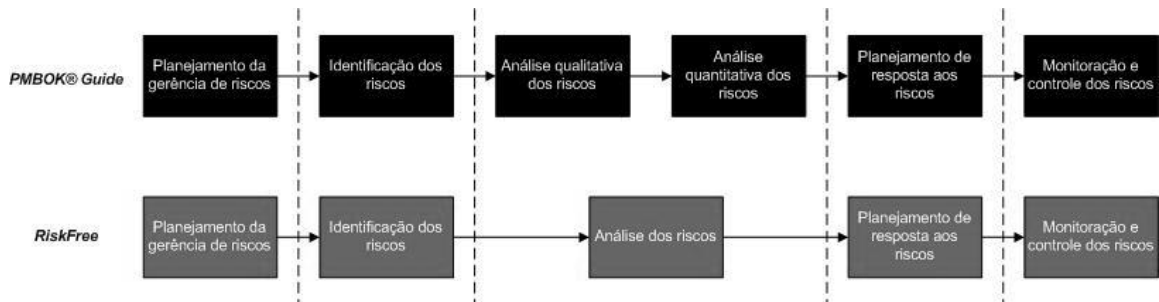 PMBOK® Guide
Planejamento da
gerência de riscos
Identificação dos
riscos
Análise qualitativa
dos riscos
Análise
quantitativa dos
riscos
Planejamento de
resposta aos
riscos
Monitoração e
controle dos riscos
RiskFree
Planejamento da
gerência de riscos
Identificação dos
riscos
Análise dos riscos
Planejamento de
resposta aos
riscos
Monitoração e
controle dos riscos